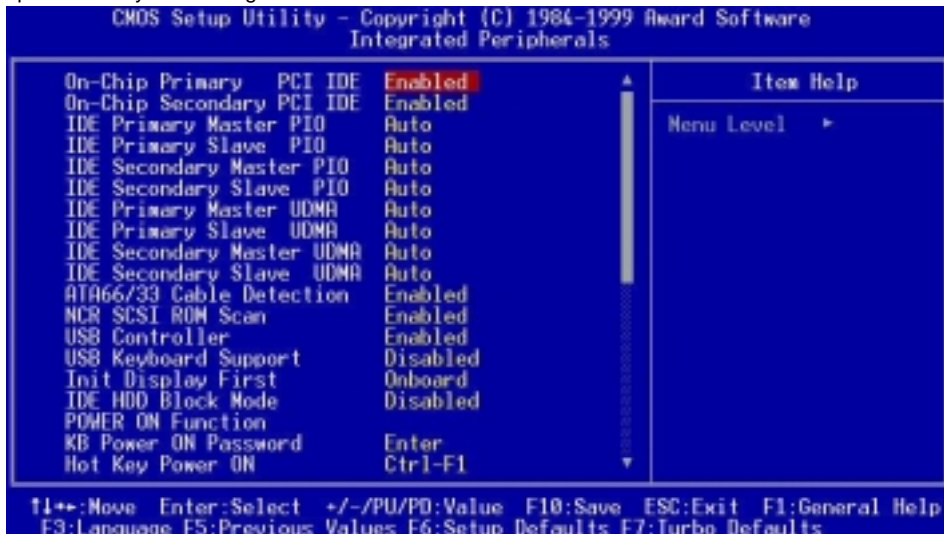 CMOS Setup Utility - Copyright (C) 1984-1999 Award Software
Integrated Peripherals
On-Chip Primary PCI IDE Enabled
On-Chip Secondary PCI IDE Enabled
IDE Primary Master PIO Auto
IDE Primary Slave PIO Auto
IDE Secondary Master PIO Auto
IDE Secondary Slave PIO Auto
IDE Primary Master UDMA Auto
IDE Primary Slave UDMA Auto
IDE Secondary Master UDMA Auto
IDE Secondary Slave UDMA Auto
ATA66/33 Cable Detection Enabled
NCR SCSI ROM Scan Enabled
USB Controller Enabled
USB Keyboard Support Disabled
Init Display First Onboard
IDE HDD Block Mode Disabled
POWER ON Function
KB Power ON Password Enter
Hot Key Power ON Ctrl-F1
Item Help
Menu Level ►
↑↓←→:Move Enter:Select +/-/PU/PD:Value F10:Save ESC:Exit F1:General Help
F3:Language F5:Previous Values F6:Setup Defaults F7:Turbo Defaults